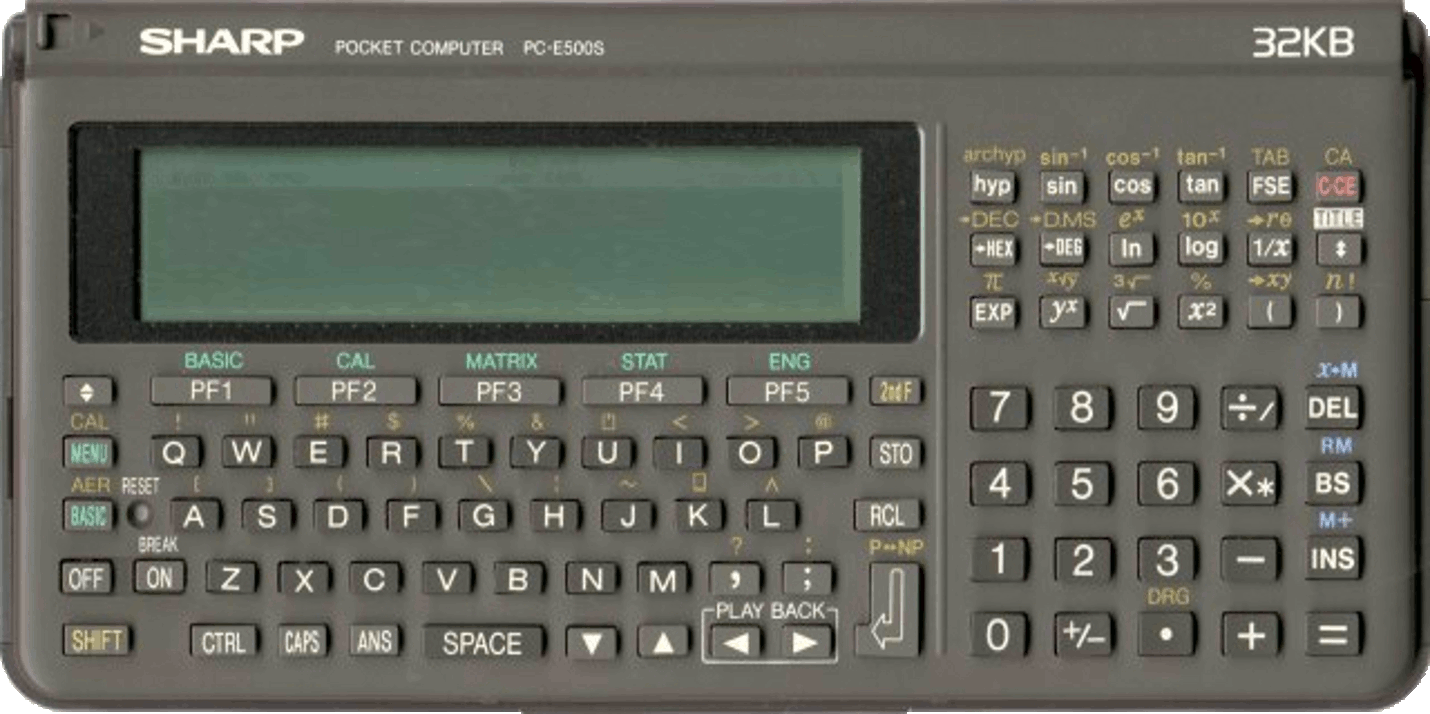 SHARP POCKET COMPUTER PC-E500S 32KB
archyp sin⁻¹ cos⁻¹ tan⁻¹ TAB CA
hyp sin cos tan FSE C·CE
→DEC →D.MS eˣ 10ˣ →rθ TITLE
→HEX →DEG ln log 1/x ↕
π ˣ√y ³√ % →xy n!
EXP yˣ √ x² ( )
BASIC CAL MATRIX STAT ENG
PF1 PF2 PF3 PF4 PF5 2nd F
CAL ! " # $ % & < > @
MENU Q W E R T Y U I O P STO
AER RESET [ ] { } \ ¦ ~ ^
BASIC A S D F G H J K L RCL
BREAK ? : P↔NP
OFF ON Z X C V B N M , ;
PLAY BACK
SHIFT CTRL CAPS ANS SPACE ▼ ▲ ◀ ▶
x→M
7 8 9 ÷/ DEL
RM
4 5 6 ×* BS
M+
1 2 3 − INS
DRG
0 +/− • + =